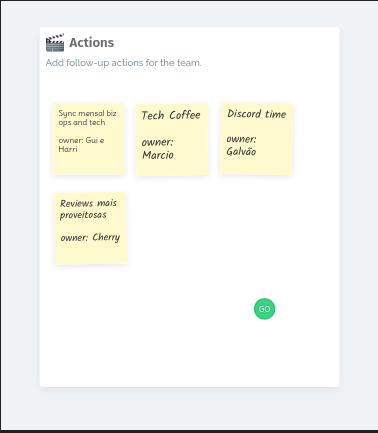 Actions
Add follow-up actions for the team.
Sync mensal biz
ops and tech
owner: Gui e
Harri
Tech Coffee
owner:
Marcio
Discord time
owner:
Galvão
Reviews mais
proveitosas
owner: Cherry
GO